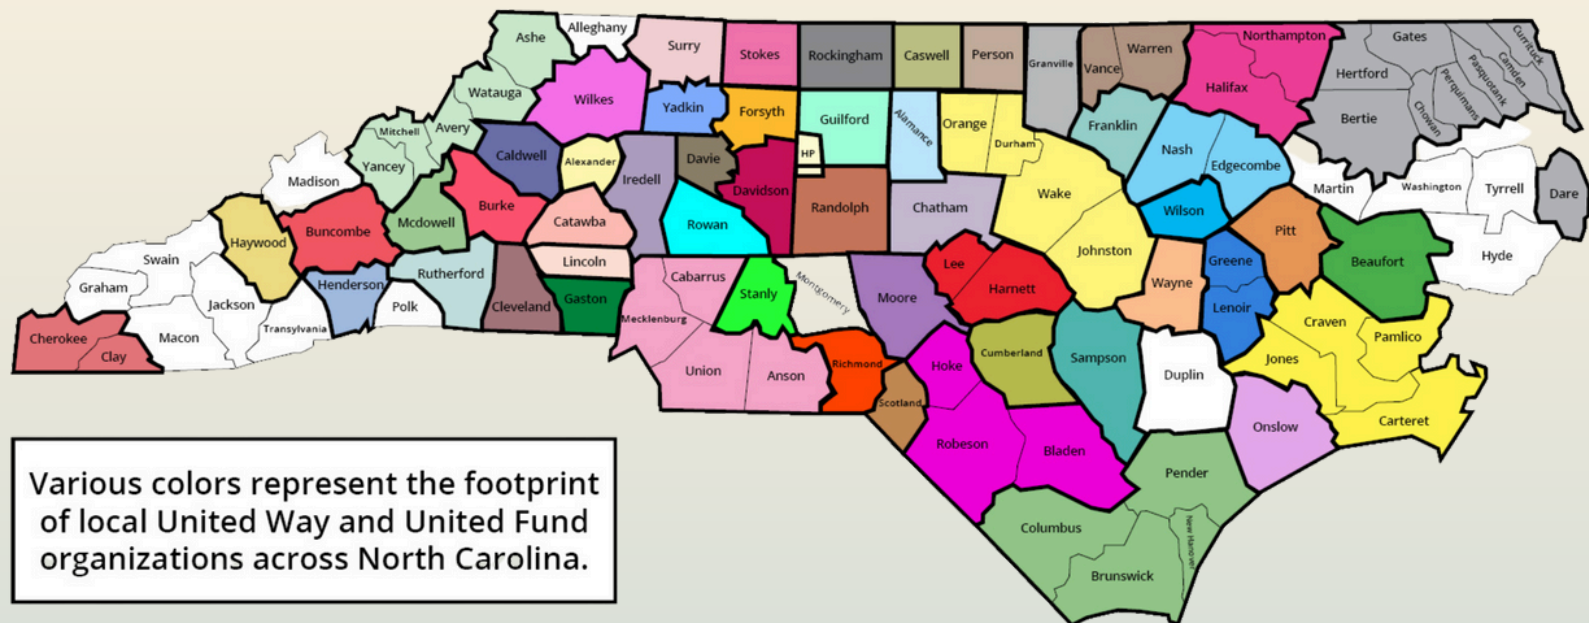 Alleghany
Ashe
Surry
Stokes
Rockingham
Caswell
Person
Granville
Vance
Warren
Northampton
Halifax
Gates
Hertford
Currituck
Camden
Pasquotank
Perquimans
Chowan
Bertie
Watauga
Wilkes
Yadkin
Forsyth
Guilford
HP
Alamance
Orange
Durham
Franklin
Nash
Edgecombe
Martin
Washington
Tyrrell
Dare
Mitchell
Avery
Yancey
Madison
Caldwell
Alexander
Iredell
Davie
Davidson
Randolph
Chatham
Wake
Wilson
Johnston
Pitt
Beaufort
Hyde
Haywood
Buncombe
Mcdowell
Burke
Catawba
Rowan
Lincoln
Swain
Graham
Jackson
Henderson
Rutherford
Polk
Cleveland
Gaston
Transylvania
Macon
Cherokee
Clay
Cabarrus
Mecklenburg
Stanly
Montgomery
Moore
Lee
Harnett
Wayne
Greene
Lenoir
Craven
Pamlico
Jones
Carteret
Union
Anson
Richmond
Scotland
Hoke
Cumberland
Sampson
Duplin
Onslow
Robeson
Bladen
Pender
Columbus
New Hanover
Brunswick
Various colors represent the footprint
of local United Way and United Fund
organizations across North Carolina.